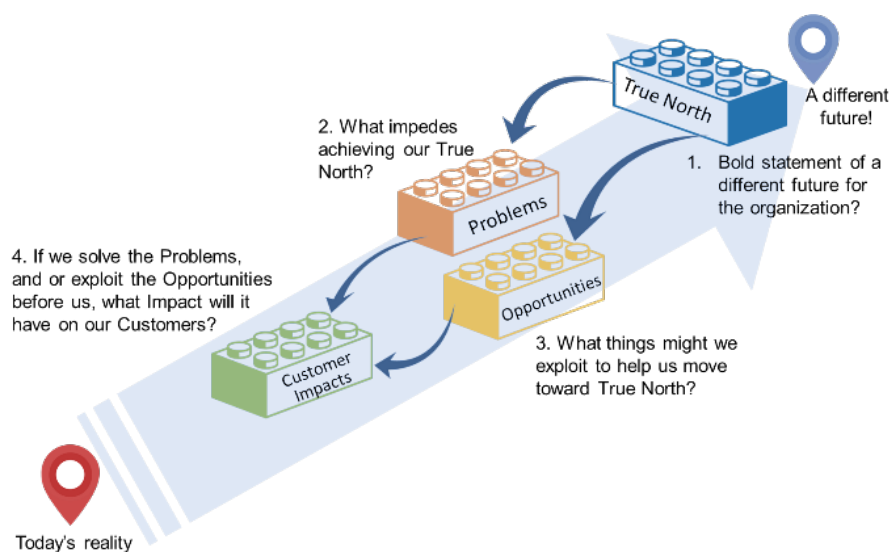 True North
A different
future!
1. Bold statement of a
different future for
the organization?
2. What impedes
achieving our True
North?
Problems
Opportunities
3. What things might we
exploit to help us move
toward True North?
4. If we solve the Problems,
and or exploit the Opportunities
before us, what Impact will it
have on our Customers?
Customer
Impacts
Today's reality